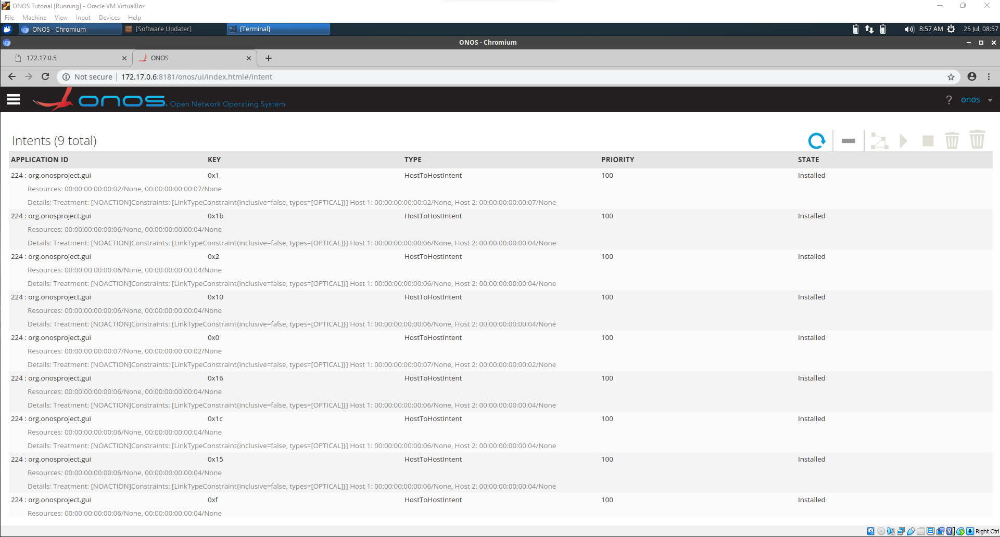 ONOS Tutorial [Running] - Oracle VM VirtualBox
File Machine View Input Devices Help
ONOS - Chromium [Software Updater] [Terminal] 8:57 AM 25 Jul, 08:57
ONOS - Chromium
172.17.0.5 ONOS
Not secure 172.17.0.6:8181/onos/ui/index.html#/intent
onos Open Network Operating System ? onos
Intents (9 total)
APPLICATION ID KEY TYPE PRIORITY STATE
224 : org.onosproject.gui 0x1 HostToHostIntent 100 Installed
Resources: 00:00:00:00:00:02/None, 00:00:00:00:00:07/None
Details: Treatment: [NOACTION]Constraints: [LinkTypeConstraint{inclusive=false, types=[OPTICAL]}] Host 1: 00:00:00:00:00:02/None, Host 2: 00:00:00:00:00:07/None
224 : org.onosproject.gui 0x1b HostToHostIntent 100 Installed
Resources: 00:00:00:00:00:06/None, 00:00:00:00:00:04/None
Details: Treatment: [NOACTION]Constraints: [LinkTypeConstraint{inclusive=false, types=[OPTICAL]}] Host 1: 00:00:00:00:00:06/None, Host 2: 00:00:00:00:00:04/None
224 : org.onosproject.gui 0x2 HostToHostIntent 100 Installed
Resources: 00:00:00:00:00:06/None, 00:00:00:00:00:04/None
Details: Treatment: [NOACTION]Constraints: [LinkTypeConstraint{inclusive=false, types=[OPTICAL]}] Host 1: 00:00:00:00:00:06/None, Host 2: 00:00:00:00:00:04/None
224 : org.onosproject.gui 0x10 HostToHostIntent 100 Installed
Resources: 00:00:00:00:00:06/None, 00:00:00:00:00:04/None
Details: Treatment: [NOACTION]Constraints: [LinkTypeConstraint{inclusive=false, types=[OPTICAL]}] Host 1: 00:00:00:00:00:06/None, Host 2: 00:00:00:00:00:04/None
224 : org.onosproject.gui 0x0 HostToHostIntent 100 Installed
Resources: 00:00:00:00:00:07/None, 00:00:00:00:00:02/None
Details: Treatment: [NOACTION]Constraints: [LinkTypeConstraint{inclusive=false, types=[OPTICAL]}] Host 1: 00:00:00:00:00:07/None, Host 2: 00:00:00:00:00:02/None
224 : org.onosproject.gui 0x16 HostToHostIntent 100 Installed
Resources: 00:00:00:00:00:06/None, 00:00:00:00:00:04/None
Details: Treatment: [NOACTION]Constraints: [LinkTypeConstraint{inclusive=false, types=[OPTICAL]}] Host 1: 00:00:00:00:00:06/None, Host 2: 00:00:00:00:00:04/None
224 : org.onosproject.gui 0x1c HostToHostIntent 100 Installed
Resources: 00:00:00:00:00:06/None, 00:00:00:00:00:04/None
Details: Treatment: [NOACTION]Constraints: [LinkTypeConstraint{inclusive=false, types=[OPTICAL]}] Host 1: 00:00:00:00:00:06/None, Host 2: 00:00:00:00:00:04/None
224 : org.onosproject.gui 0x15 HostToHostIntent 100 Installed
Resources: 00:00:00:00:00:06/None, 00:00:00:00:00:04/None
Details: Treatment: [NOACTION]Constraints: [LinkTypeConstraint{inclusive=false, types=[OPTICAL]}] Host 1: 00:00:00:00:00:06/None, Host 2: 00:00:00:00:00:04/None
224 : org.onosproject.gui 0xf HostToHostIntent 100 Installed
Resources: 00:00:00:00:00:06/None, 00:00:00:00:00:04/None
Right Ctrl